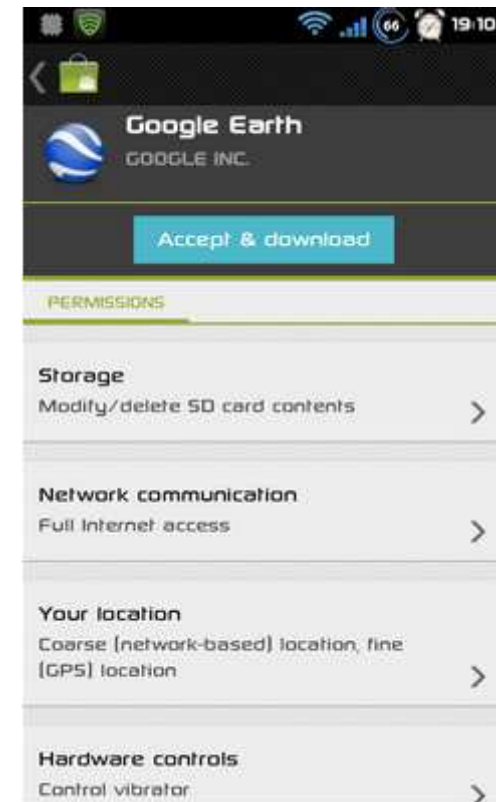 66 19:10
Google Earth
GOOGLE INC.
Accept & download
PERMISSIONS
Storage
Modify/delete SD card contents
Network communication
Full Internet access
Your location
Coarse (network-based) location, fine
(GPS) location
Hardware controls
Control vibrator